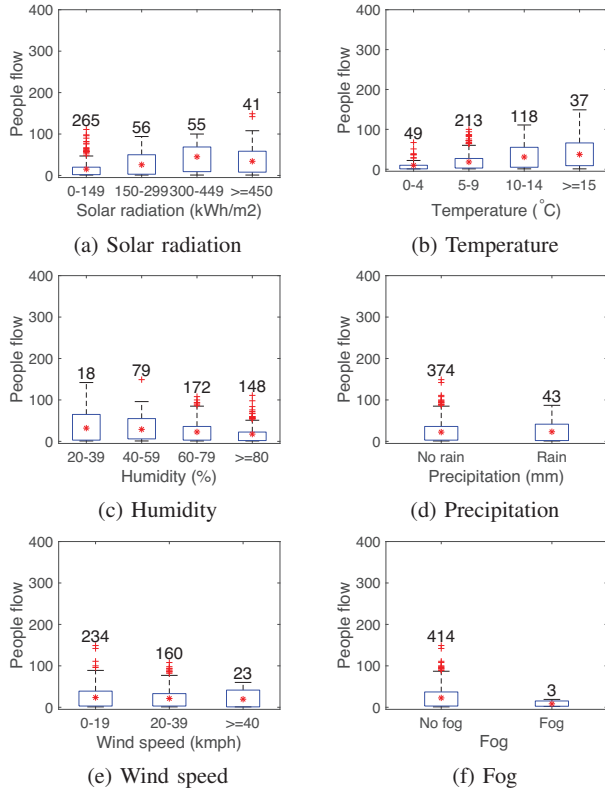 400
300
200
100
0
People flow
265
56
55
41
0-149 150-299 300-449 >=450
Solar radiation (kWh/m2)
(a) Solar radiation
400
300
200
100
0
People flow
49
213
118
37
0-4 5-9 10-14 >=15
Temperature (°C)
(b) Temperature
400
300
200
100
0
People flow
18
79
172
148
20-39 40-59 60-79 >=80
Humidity (%)
(c) Humidity
400
300
200
100
0
People flow
374
43
No rain Rain
Precipitation (mm)
(d) Precipitation
400
300
200
100
0
People flow
234
160
23
0-19 20-39 >=40
Wind speed (kmph)
(e) Wind speed
400
300
200
100
0
People flow
414
3
No fog Fog
Fog
(f) Fog